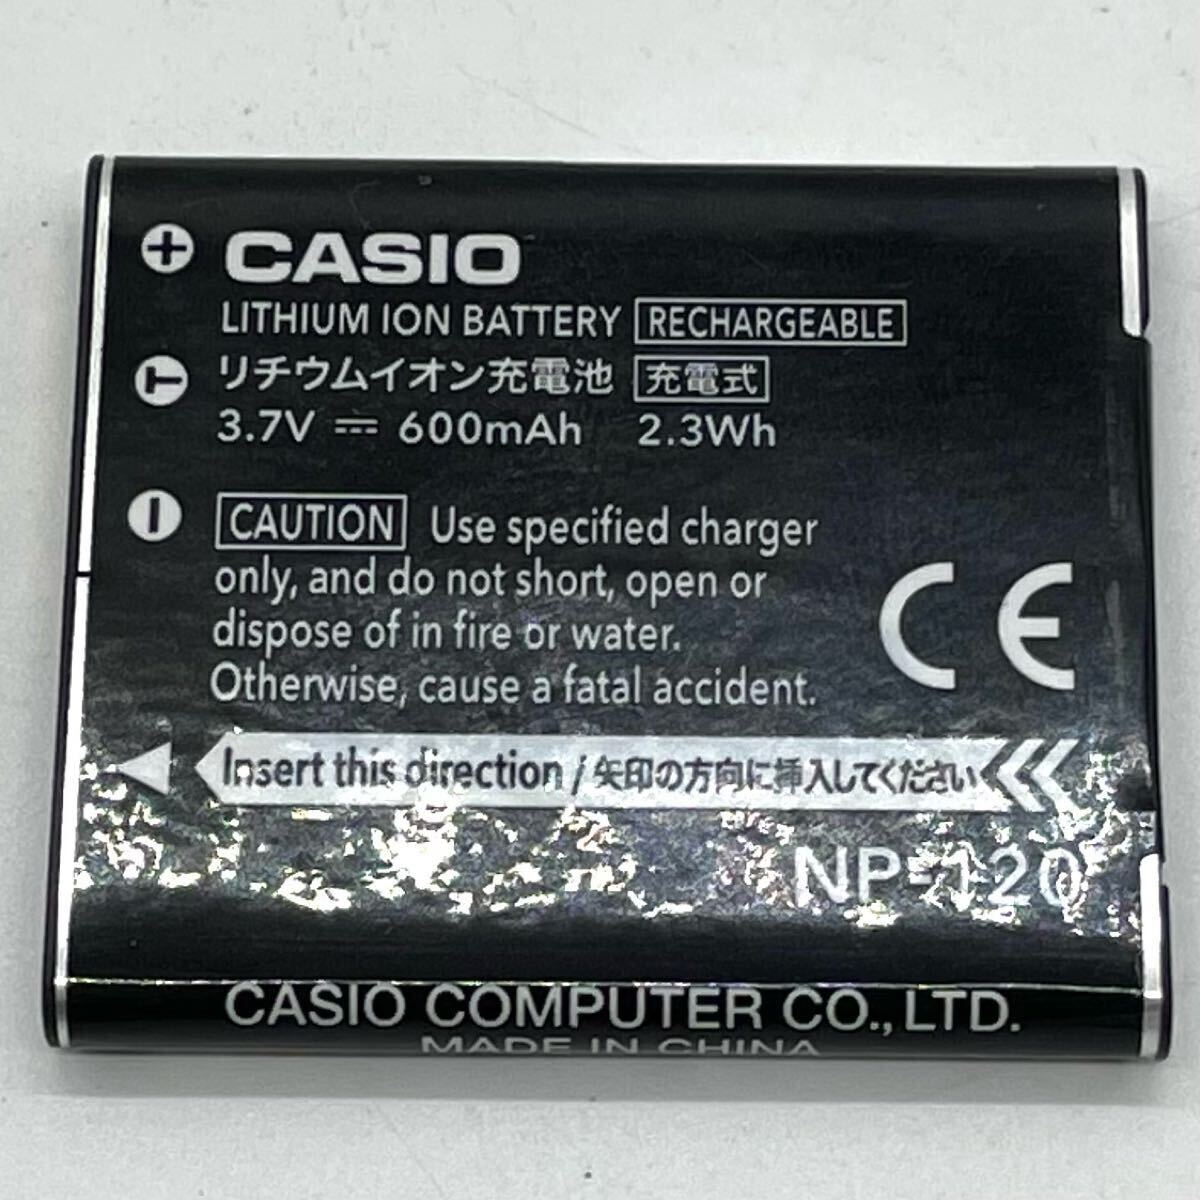 CASIO
LITHIUM ION BATTERY RECHARGEABLE
リチウムイオン充電池 充電式
3.7V ⎓ 600mAh 2.3Wh
CAUTION Use specified charger
only, and do not short, open or
dispose of in fire or water.
Otherwise, cause a fatal accident.
CE
Insert this direction / 矢印の方向に挿入してください
NP-120
CASIO COMPUTER CO., LTD.
MADE IN CHINA